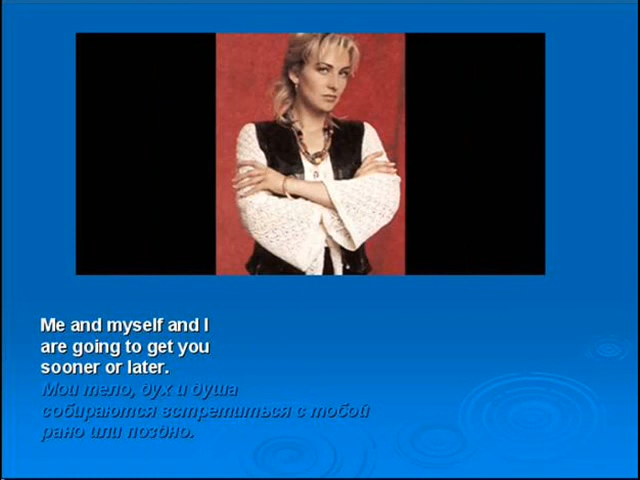 Me and myself and I
are going to get you
sooner or later.
Мои тело, дух и душа
собираются встретиться с тобой
рано или поздно.